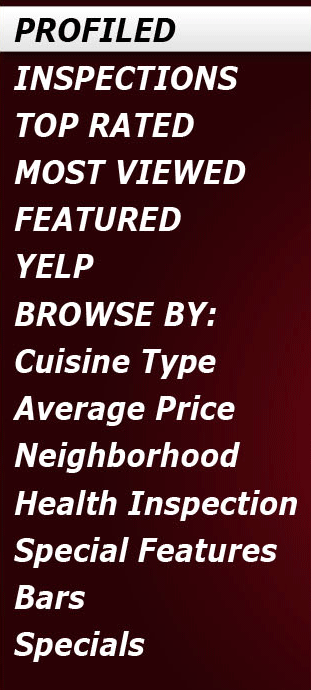 PROFILED
INSPECTIONS
TOP RATED
MOST VIEWED
FEATURED
YELP
BROWSE BY:
Cuisine Type
Average Price
Neighborhood
Health Inspection
Special Features
Bars
Specials